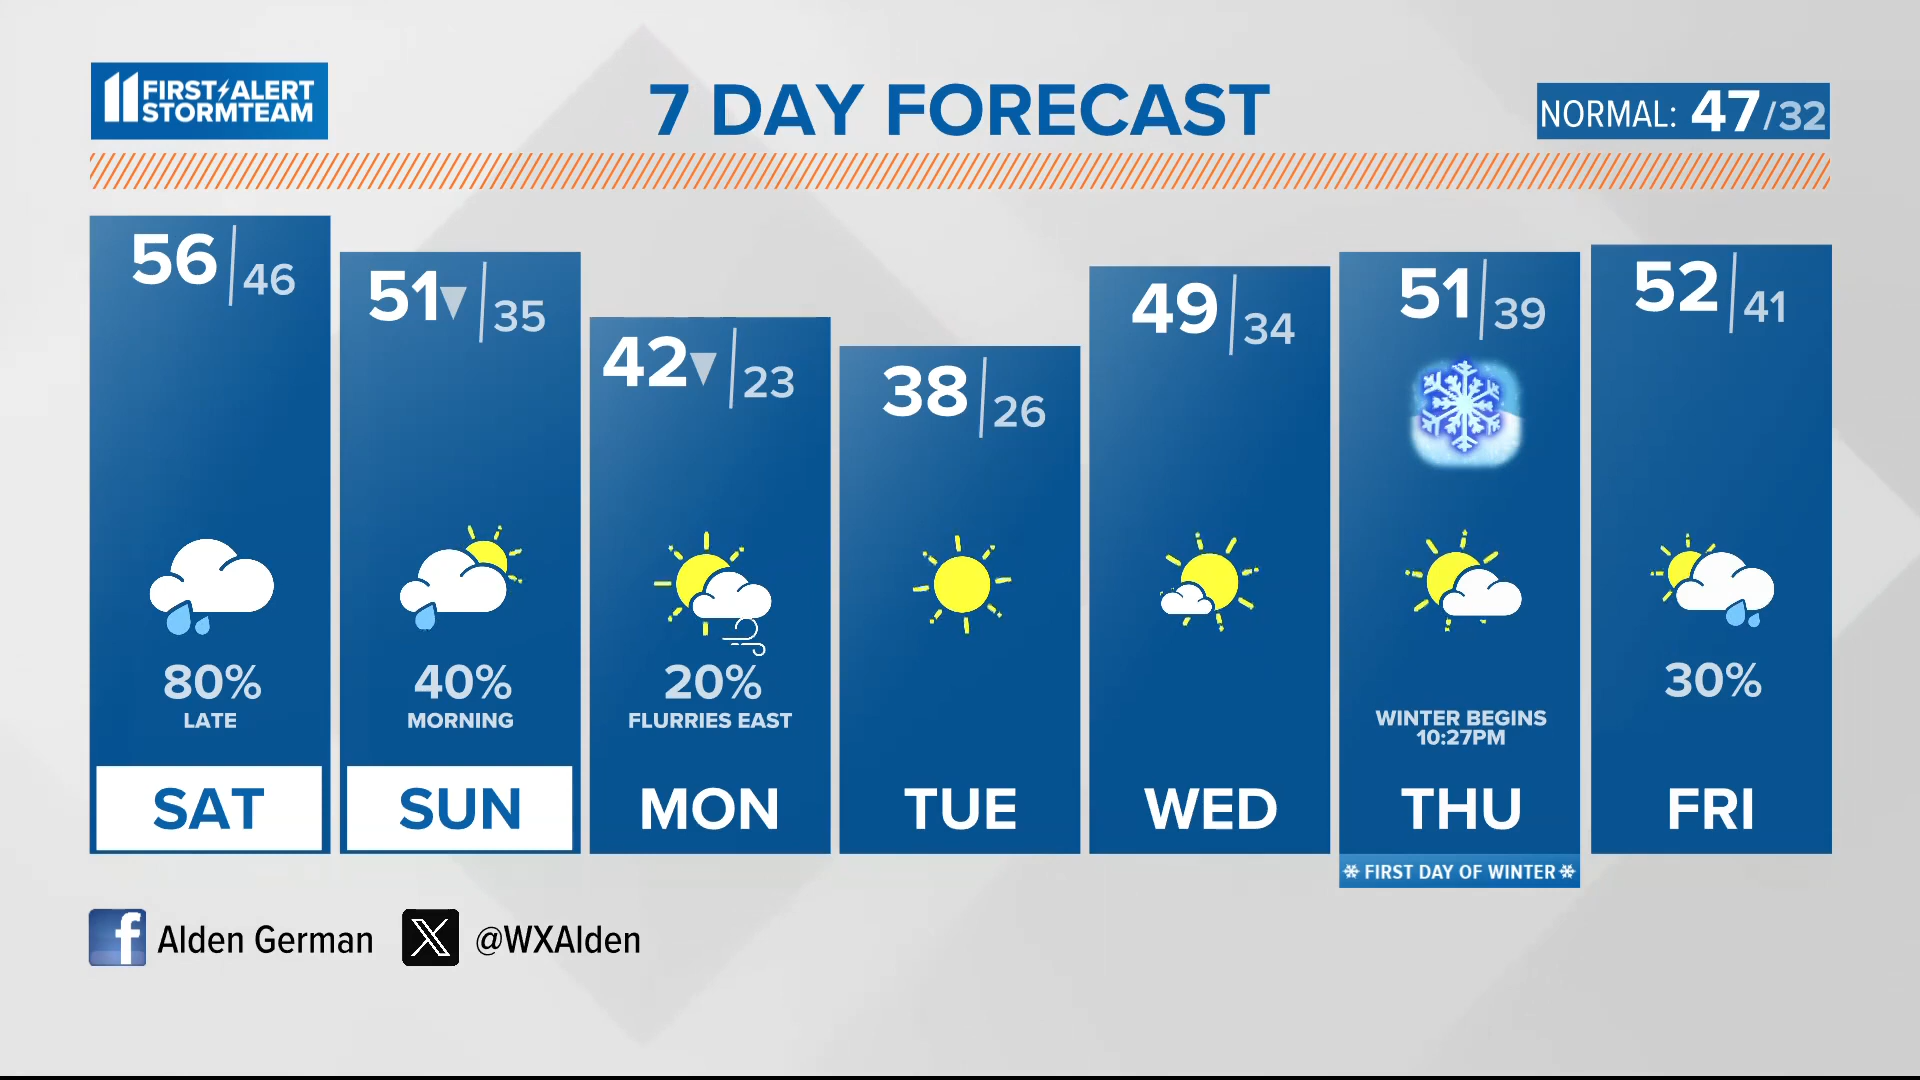 11 FIRST ALERT
STORMTEAM
7 DAY FORECAST
NORMAL: 47/32
56/46
80%
LATE
SAT
51▼/35
40%
MORNING
SUN
42▼/23
20%
FLURRIES EAST
MON
38/26
TUE
49/34
WED
51/39
WINTER BEGINS
10:27PM
THU
❄ FIRST DAY OF WINTER ❄
52/41
30%
FRI
f Alden German X @WXAlden